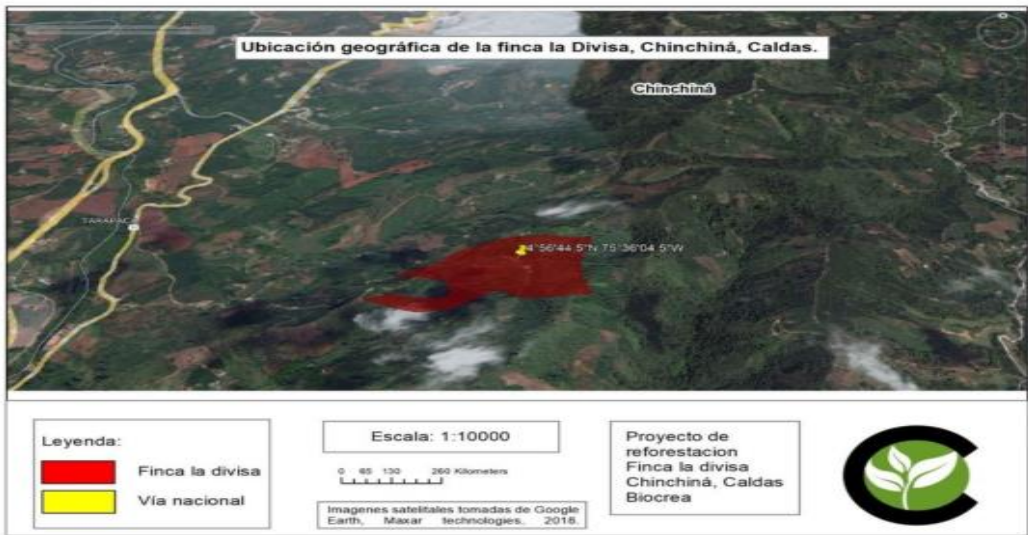 Ubicación geográfica de la finca la Divisa, Chinchiná, Caldas.
Chinchiná
4°56'44.5"N 75°36'04.5"W
Leyenda:
Finca la divisa
Vía nacional
Escala: 1:10000
0 65 130 260 Kilometers
Imagenes satelitales tomadas de Google
Earth, Maxar technologies. 2016.
Proyecto de
reforestacion
Finca la divisa
Chinchiná, Caldas
Biocrea